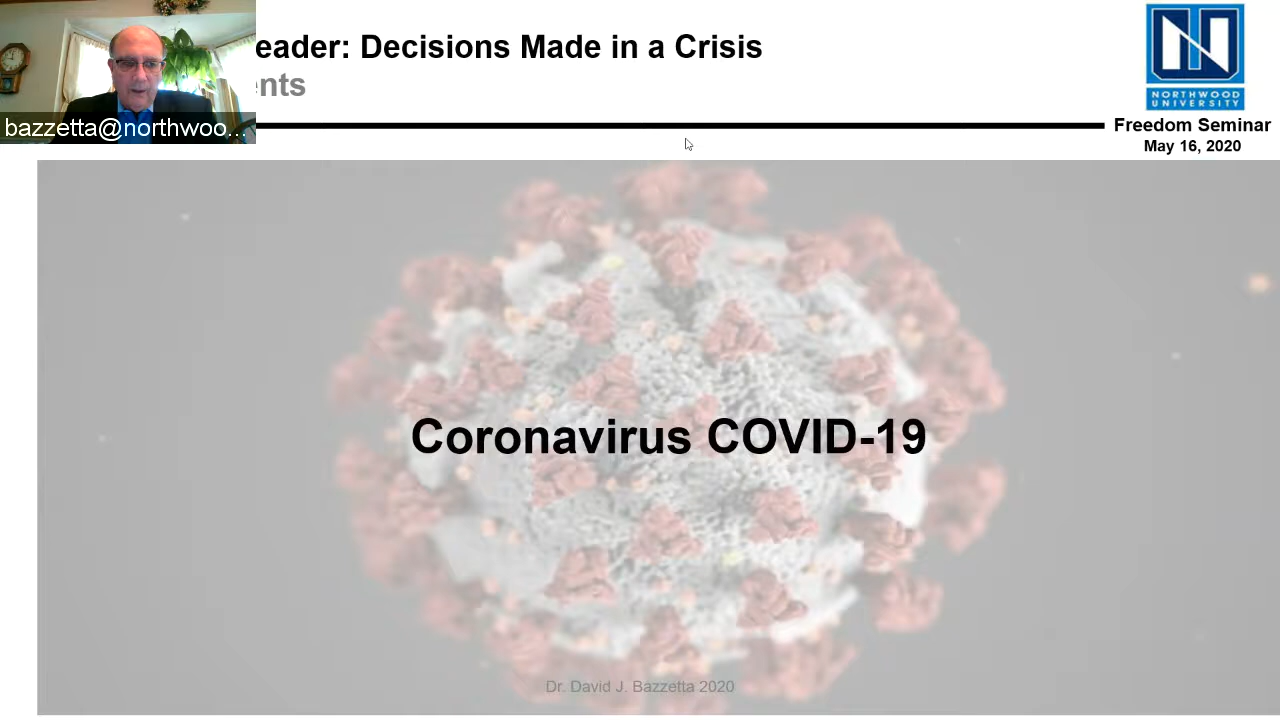 eader: Decisions Made in a Crisis
ents
bazzetta@northwoo...
NORTHWOOD
UNIVERSITY
Freedom Seminar
May 16, 2020
Coronavirus COVID-19
Dr. David J. Bazzetta 2020